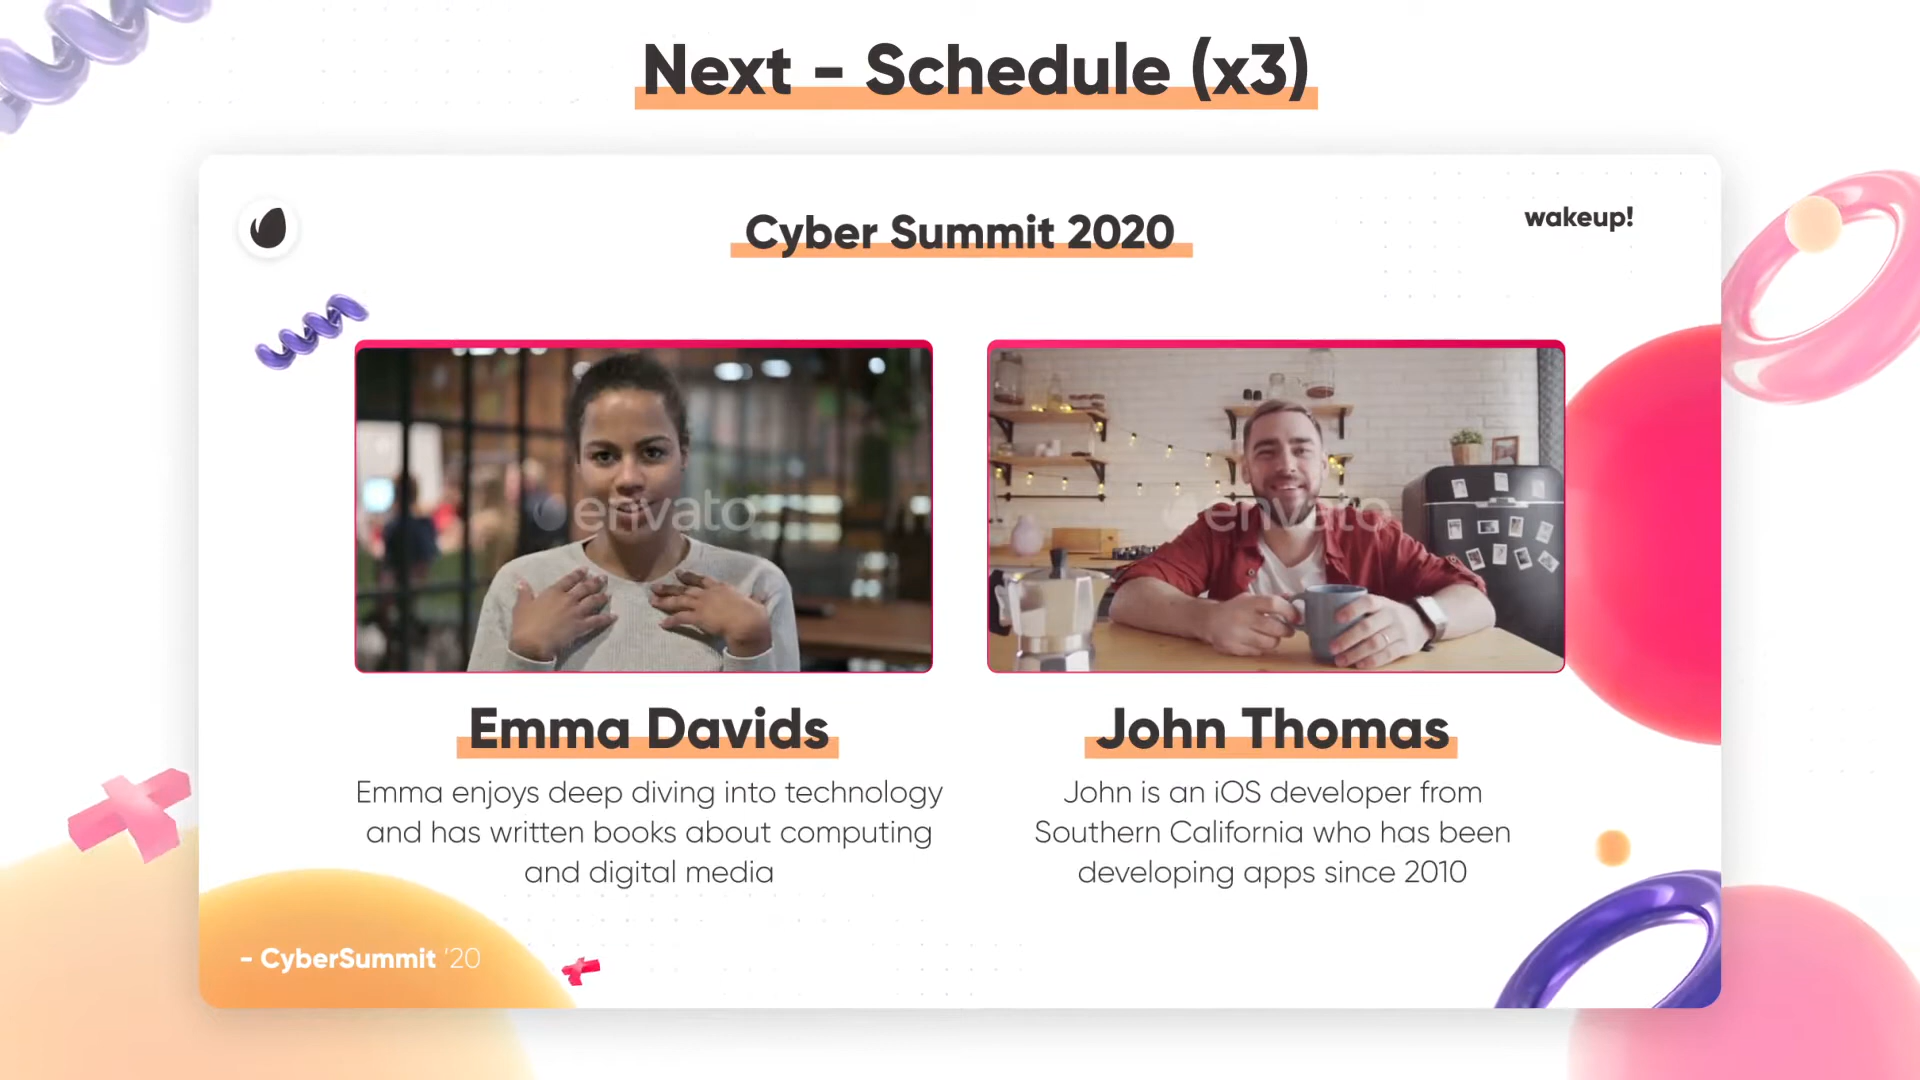 Next - Schedule (x3)
Cyber Summit 2020
wakeup!
envato
envato
Emma Davids
Emma enjoys deep diving into technology
and has written books about computing
and digital media
John Thomas
John is an iOS developer from
Southern California who has been
developing apps since 2010
- CyberSummit '20